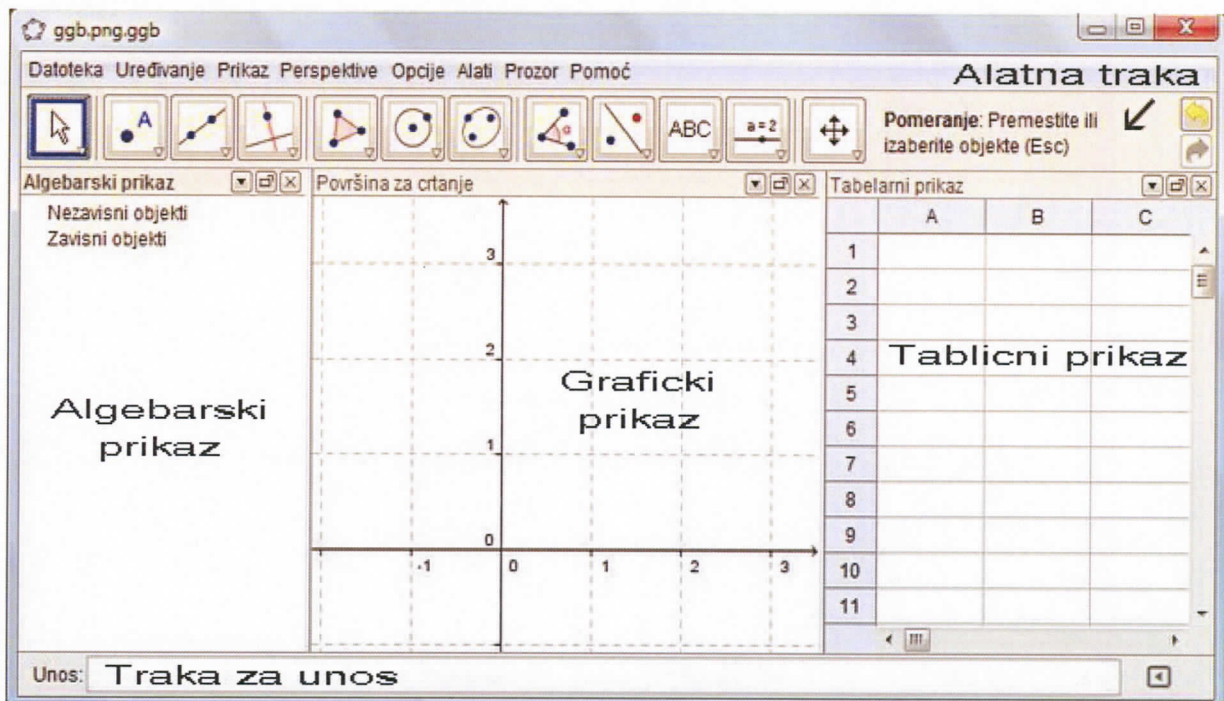 ggb.png.ggb
Datoteka Uređivanje Prikaz Perspektive Opcije Alati Prozor Pomoć
Alatna traka
A
α
ABC
a=2
Pomeranje: Premestite ili
izaberite objekte (Esc)
Algebarski prikaz
Nezavisni objekti
Zavisni objekti
Algebarski
prikaz
Površina za crtanje
3
2
1
0
-1 0 1 2 3
Graficki
prikaz
Tabelarni prikaz
A B C
1
2
3
4
5
6
7
8
9
10
11
Tablicni prikaz
Unos: Traka za unos